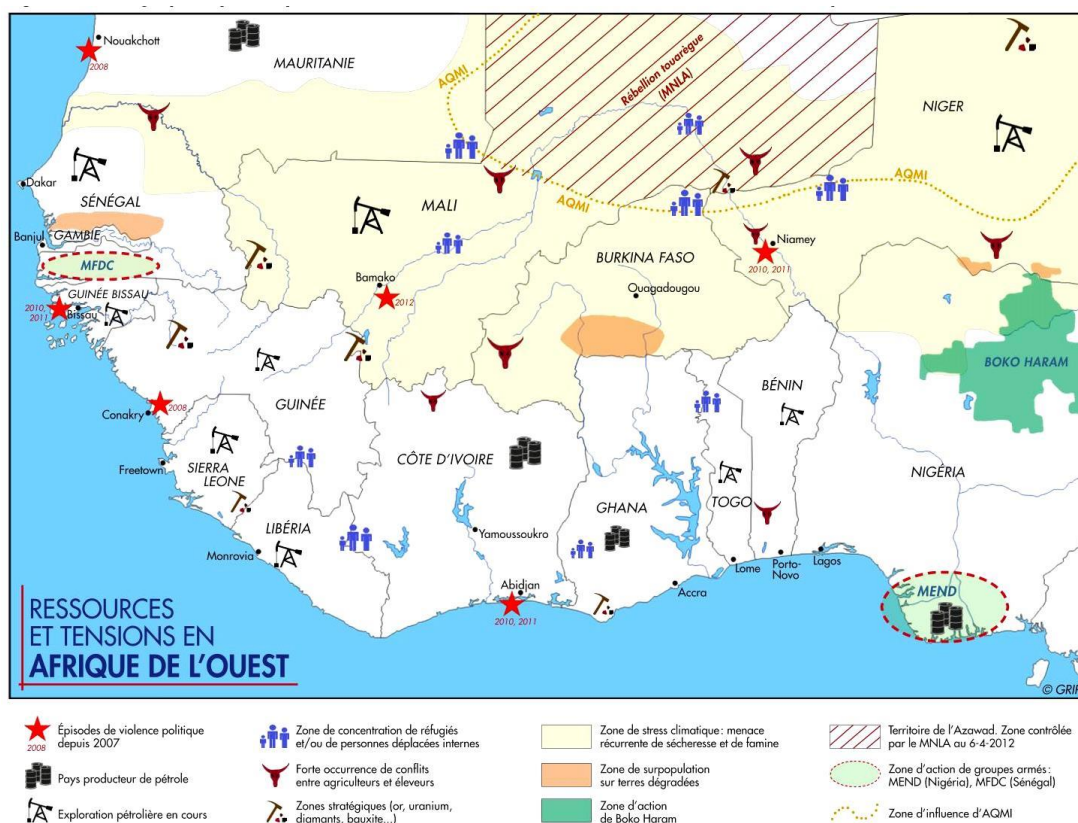 Nouakchott
2008
MAURITANIE
AQMI
Rébellion touarègue
(MNLA)
NIGER
Dakar
SÉNÉGAL
MALI
AQMI
AQMI
Banjul
GAMBIE
MFDC
Niamey
2010, 2011
BURKINA FASO
Bamako
2012
Ouagadougou
GUINÉE BISSAU
2010,
2011
Bissau
BOKO HARAM
BÉNIN
Conakry
2008
GUINÉE
CÔTE D'IVOIRE
NIGÉRIA
Freetown
SIERRA
LEONE
GHANA
TOGO
LIBÉRIA
Yamoussoukro
Monrovia
Lome
Porto-
Novo
Lagos
Abidjan
2010, 2011
Accra
MEND
RESSOURCES
ET TENSIONS EN
AFRIQUE DE L'OUEST
© GRIP
2008
Épisodes de violence politique
depuis 2007
Pays producteur de pétrole
Exploration pétrolière en cours
Zone de concentration de réfugiés
et/ou de personnes déplacées internes
Forte occurrence de conflits
entre agriculteurs et éleveurs
Zones stratégiques (or, uranium,
diamants, bauxite...)
Zone de stress climatique : menace
récurrente de sécheresse et de famine
Zone de surpopulation
sur terres dégradées
Zone d'action
de Boko Haram
Territoire de l'Azawad. Zone contrôlée
par le MNLA au 6-4-2012
Zone d'action de groupes armés :
MEND (Nigéria), MFDC (Sénégal)
Zone d'influence d'AQMI